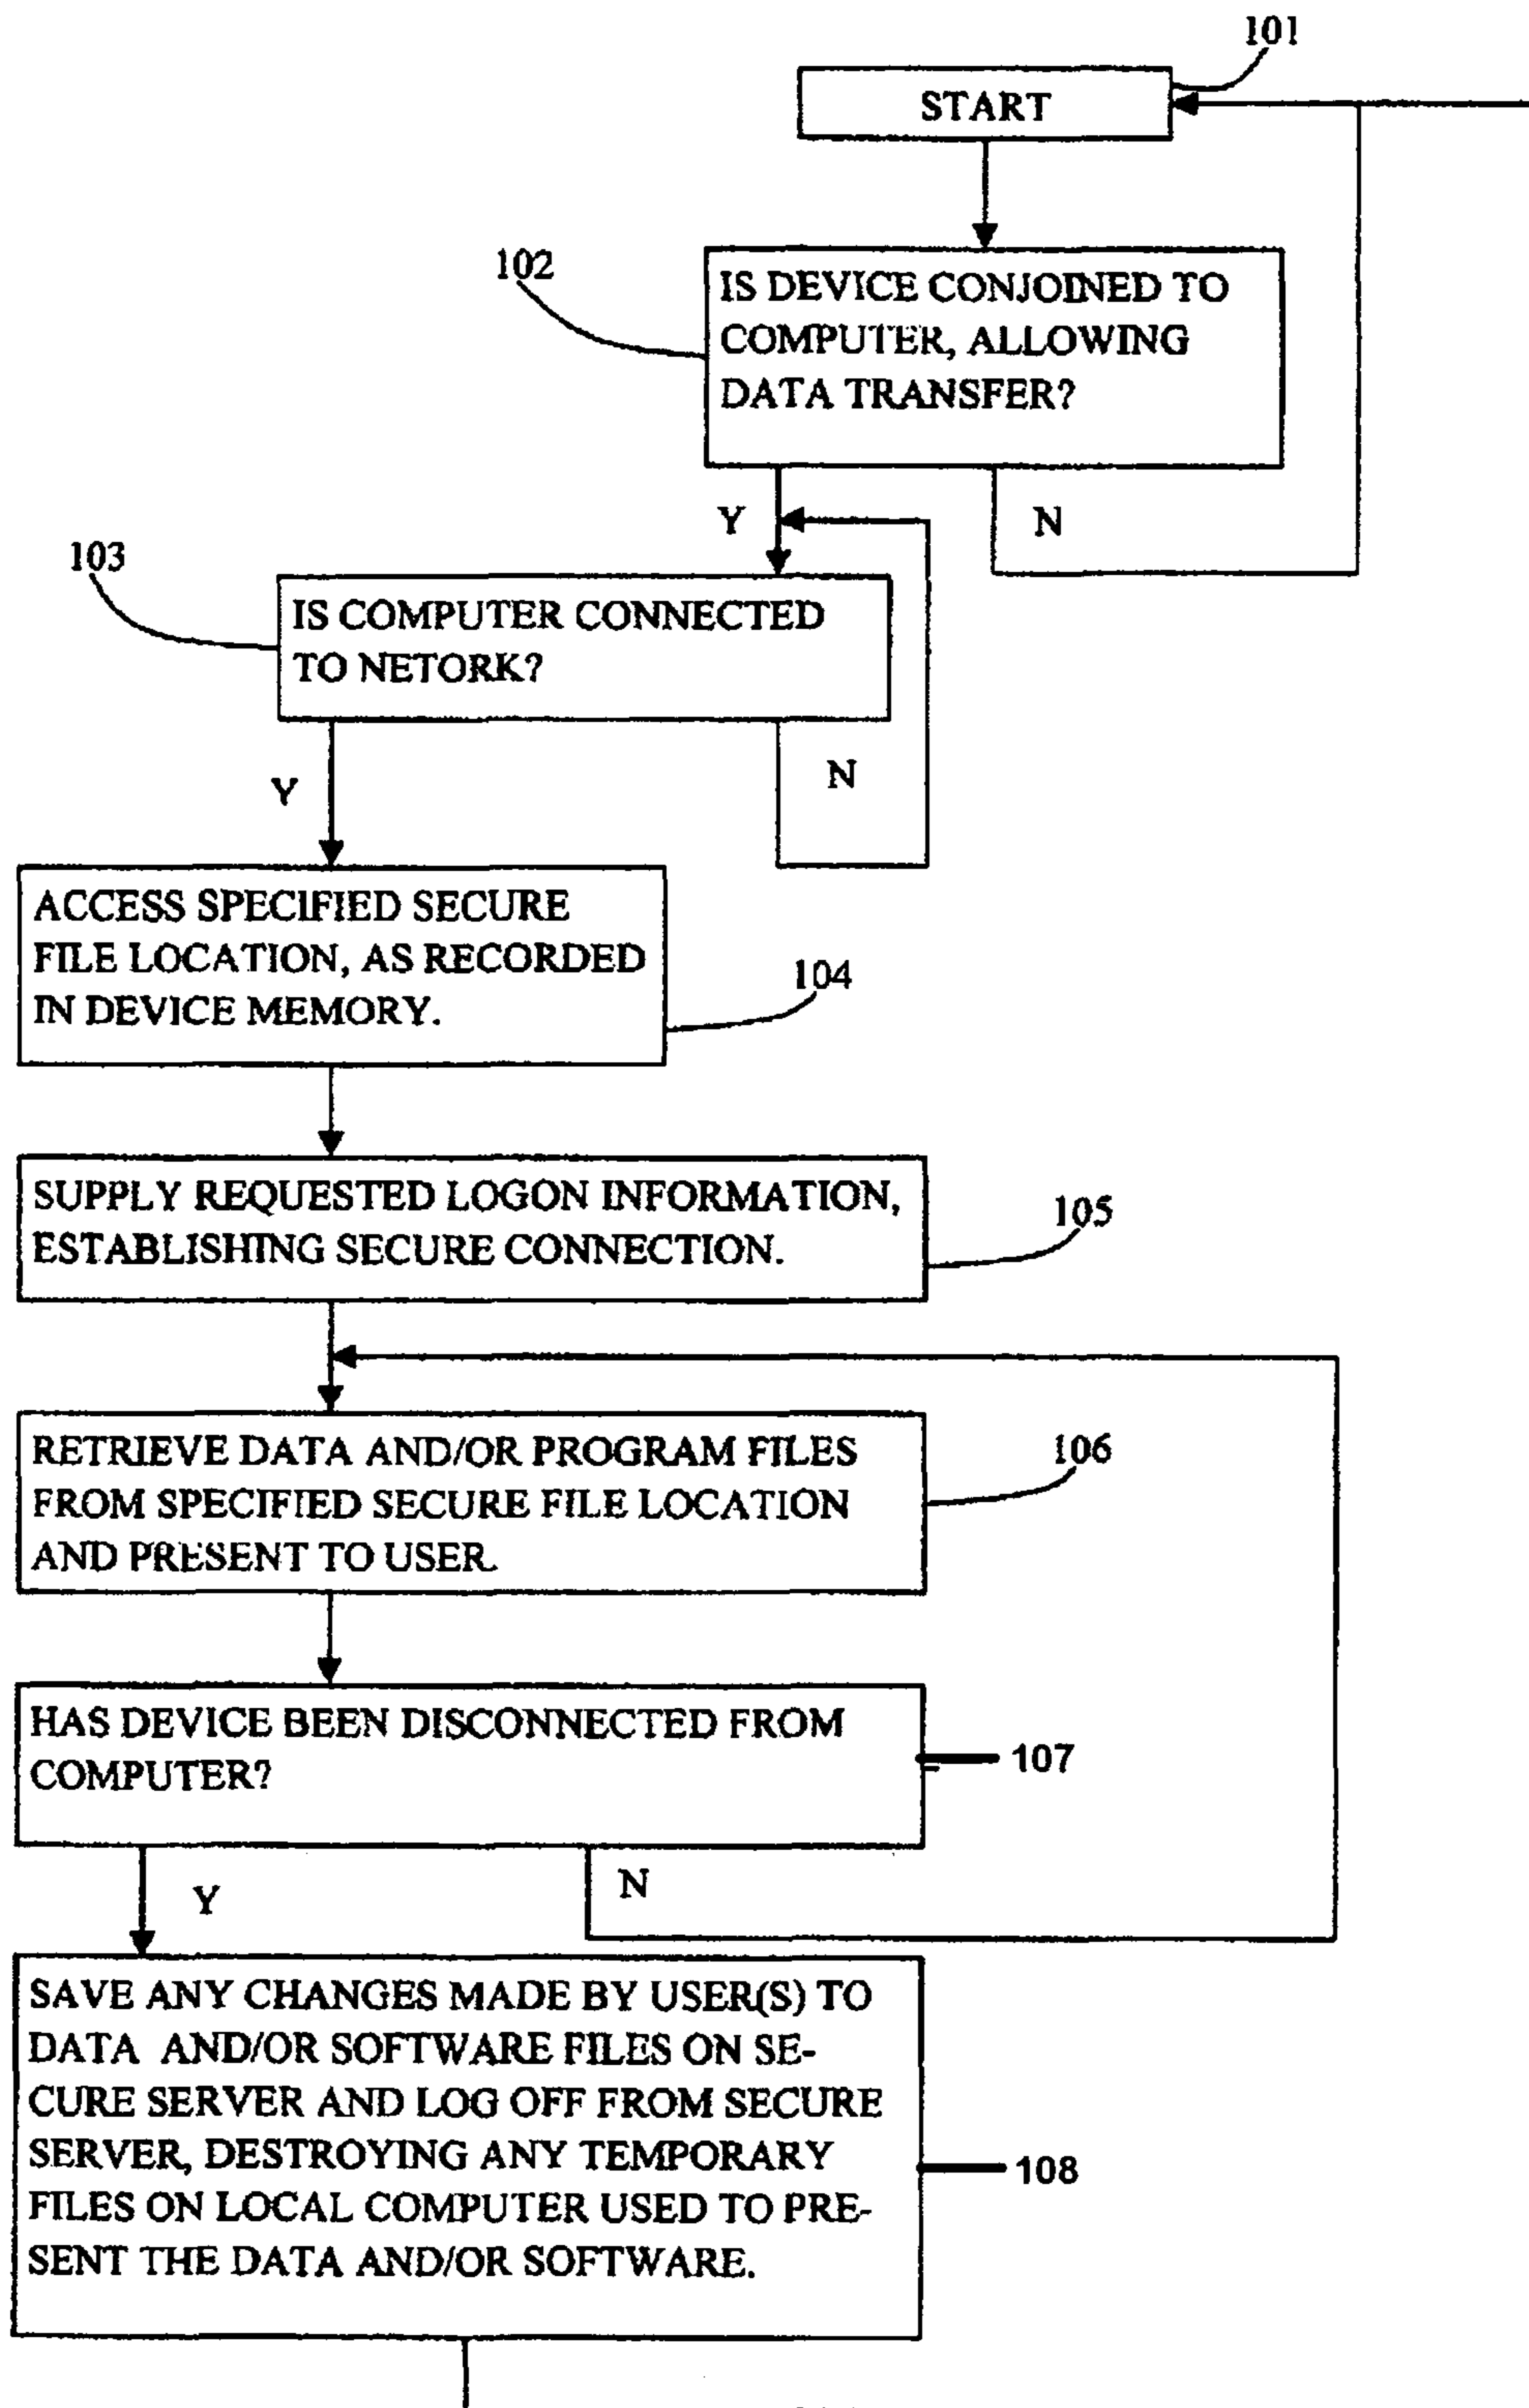 101
START
102
IS DEVICE CONJOINED TO
COMPUTER, ALLOWING
DATA TRANSFER?
Y
N
103
IS COMPUTER CONNECTED
TO NETORK?
Y
N
ACCESS SPECIFIED SECURE
FILE LOCATION, AS RECORDED
IN DEVICE MEMORY.
104
SUPPLY REQUESTED LOGON INFORMATION,
ESTABLISHING SECURE CONNECTION.
105
RETRIEVE DATA AND/OR PROGRAM FILES
FROM SPECIFIED SECURE FILE LOCATION
AND PRESENT TO USER.
106
HAS DEVICE BEEN DISCONNECTED FROM
COMPUTER?
107
Y
N
SAVE ANY CHANGES MADE BY USER(S) TO
DATA AND/OR SOFTWARE FILES ON SE-
CURE SERVER AND LOG OFF FROM SECURE
SERVER, DESTROYING ANY TEMPORARY
FILES ON LOCAL COMPUTER USED TO PRE-
SENT THE DATA AND/OR SOFTWARE.
108